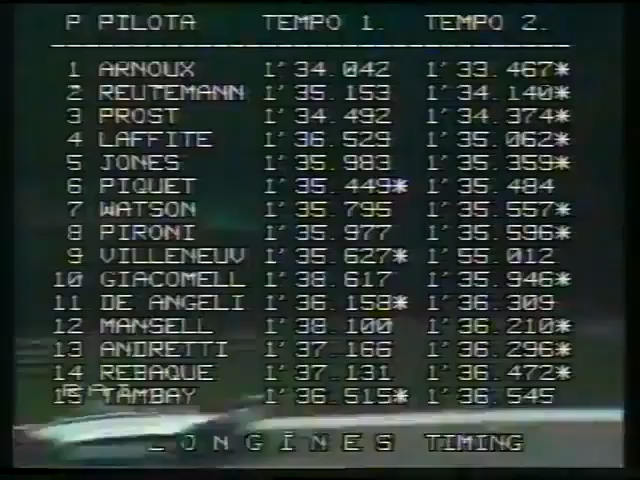 P PILOTA TEMPO 1. TEMPO 2.
1 ARNOUX 1'34.042 1'33.467*
2 REUTEMANN 1'35.153 1'34.140*
3 PROST 1'34.492 1'34.374*
4 LAFFITE 1'36.529 1'35.062*
5 JONES 1'35.983 1'35.359*
6 PIQUET 1'35.449* 1'35.484
7 WATSON 1'35.795 1'35.557*
8 PIRONI 1'35.977 1'35.596*
9 VILLENEUV 1'35.627* 1'55.012
10 GIACOMELL 1'38.617 1'35.946*
11 DE ANGELI 1'36.158* 1'36.309
12 MANSELL 1'38.100 1'36.210*
13 ANDRETTI 1'37.166 1'36.296*
14 REBAQUE 1'37.131 1'36.472*
15 TAMBAY 1'36.515* 1'36.545
LONGINES TIMING